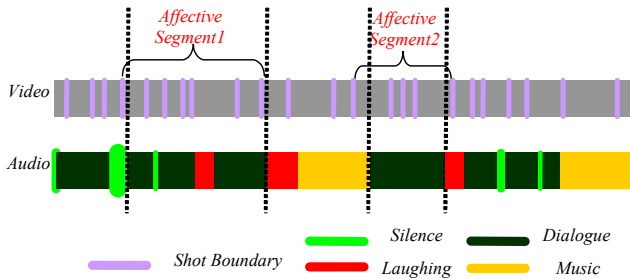 Affective
Segment1
Affective
Segment2
Video
Audio
Silence
Dialogue
Shot Boundary
Laughing
Music